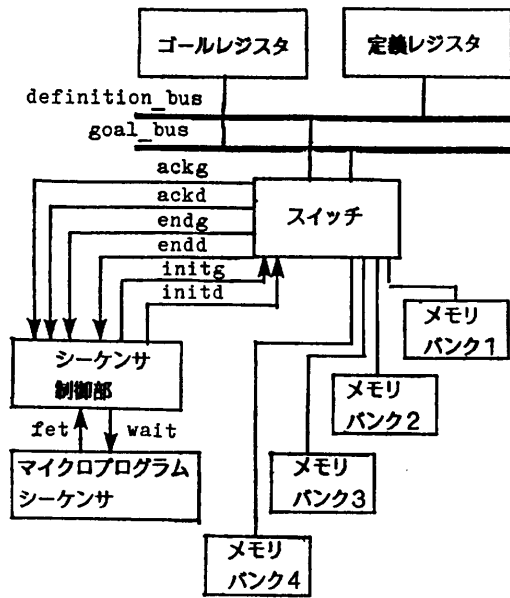 ゴールレジスタ
定義レジスタ
definition_bus
goal_bus
ackg
ackd
endg
endd
initg
initd
スイッチ
シーケンサ
制御部
fet
wait
マイクロプログラム
シーケンサ
メモリ
バンク1
メモリ
バンク2
メモリ
バンク3
メモリ
バンク4